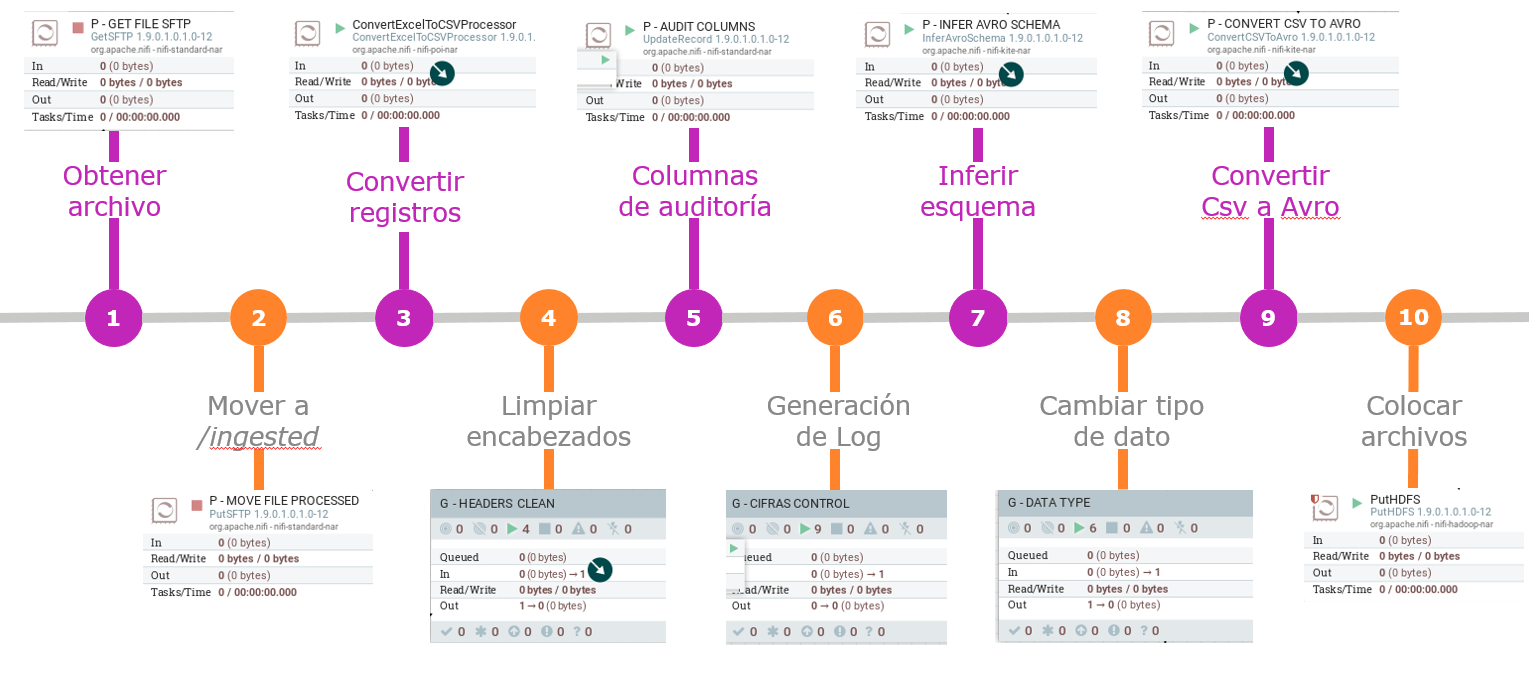 P - GET FILE SFTP
GetSFTP 1.9.0.1.0.1.0-12
org.apache.nifi - nifi-standard-nar
In 0 (0 bytes)
Read/Write 0 bytes / 0 bytes
Out 0 (0 bytes)
Tasks/Time 0 / 00:00:00.000
ConvertExcelToCSVProcessor
ConvertExcelToCSVProcessor 1.9.0.1.
org.apache.nifi - nifi-poi-nar
In 0 (0 bytes)
Read/Write 0 bytes / 0 byte
Out 0 (0 bytes)
Tasks/Time 0 / 00:00:00.000
P - AUDIT COLUMNS
UpdateRecord 1.9.0.1.0.1.0-12
org.apache.nifi - nifi-standard-nar
0 (0 bytes)
Write 0 bytes / 0 bytes
Out 0 (0 bytes)
Tasks/Time 0 / 00:00:00.000
P - INFER AVRO SCHEMA
InferAvroSchema 1.9.0.1.0.1.0-12
org.apache.nifi - nifi-kite-nar
In 0 (0 bytes)
Read/Write 0 bytes / 0 by
Out 0 (0 bytes)
Tasks/Time 0 / 00:00:00.000
P - CONVERT CSV TO AVRO
ConvertCSVToAvro 1.9.0.1.0.1.0-12
org.apache.nifi - nifi-kite-nar
In 0 (0 bytes)
Read/Write 0 bytes / 0 by
Out 0 (0 bytes)
Tasks/Time 0 / 00:00:00.000
Obtener
archivo
Convertir
registros
Columnas
de auditoría
Inferir
esquema
Convertir
Csv a Avro
1 2 3 4 5 6 7 8 9 10
Mover a
/ingested
Limpiar
encabezados
Generación
de Log
Cambiar tipo
de dato
Colocar
archivos
P - MOVE FILE PROCESSED
PutSFTP 1.9.0.1.0.1.0-12
org.apache.nifi - nifi-standard-nar
In 0 (0 bytes)
Read/Write 0 bytes / 0 bytes
Out 0 (0 bytes)
Tasks/Time 0 / 00:00:00.000
G - HEADERS CLEAN
0 0 4 0 0 0
Queued 0 (0 bytes)
In 0 (0 bytes) → 1
Read/Write 0 bytes / 0 bytes
Out 1 → 0 (0 bytes)
0 0 0 0 ? 0
G - CIFRAS CONTROL
0 0 9 0 0 0
ueued 0 (0 bytes)
0 (0 bytes) → 1
Read/Write 0 bytes / 0 bytes
Out 0 → 0 (0 bytes)
0 0 0 0 ? 0
G - DATA TYPE
0 0 6 0 0 0
Queued 0 (0 bytes)
In 0 (0 bytes) → 1
Read/Write 0 bytes / 0 bytes
Out 1 → 0 (0 bytes)
0 0 0 0 ? 0
PutHDFS
PutHDFS 1.9.0.1.0.1.0-12
org.apache.nifi - nifi-hadoop-nar
In 0 (0 bytes)
Read/Write 0 bytes / 0 bytes
Out 0 (0 bytes)
Tasks/Time 0 / 00:00:00.000